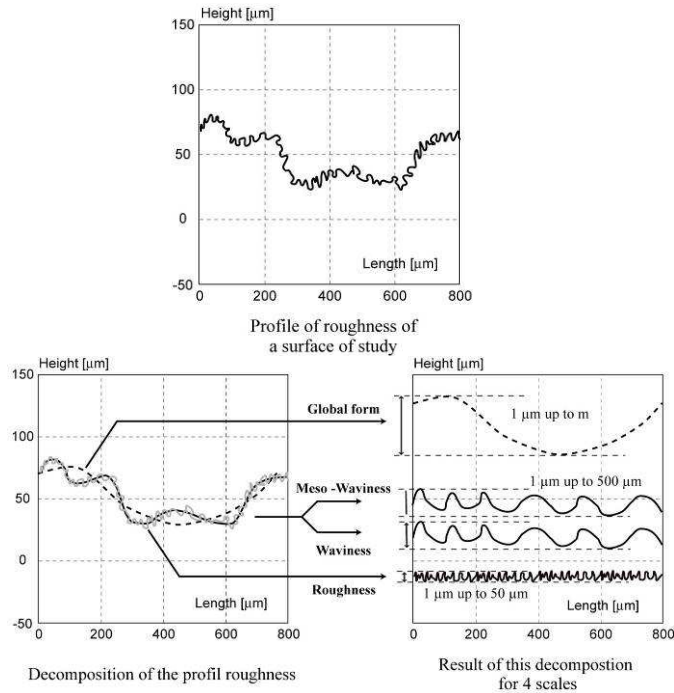 Height [µm]
150
100
50
0
-50
Length [µm]
0 200 400 600 800
Profile of roughness of
a surface of study
Height [µm]
150
100
50
0
-50
Length [µm]
0 200 400 600 800
Decomposition of the profil roughness
Global form
Meso -Waviness
Waviness
Roughness
Height [µm]
1 µm up to m
1 µm up to 500 µm
1 µm up to 50 µm
Length [µm]
0 200 400 600 800
Result of this decompostion
for 4 scales